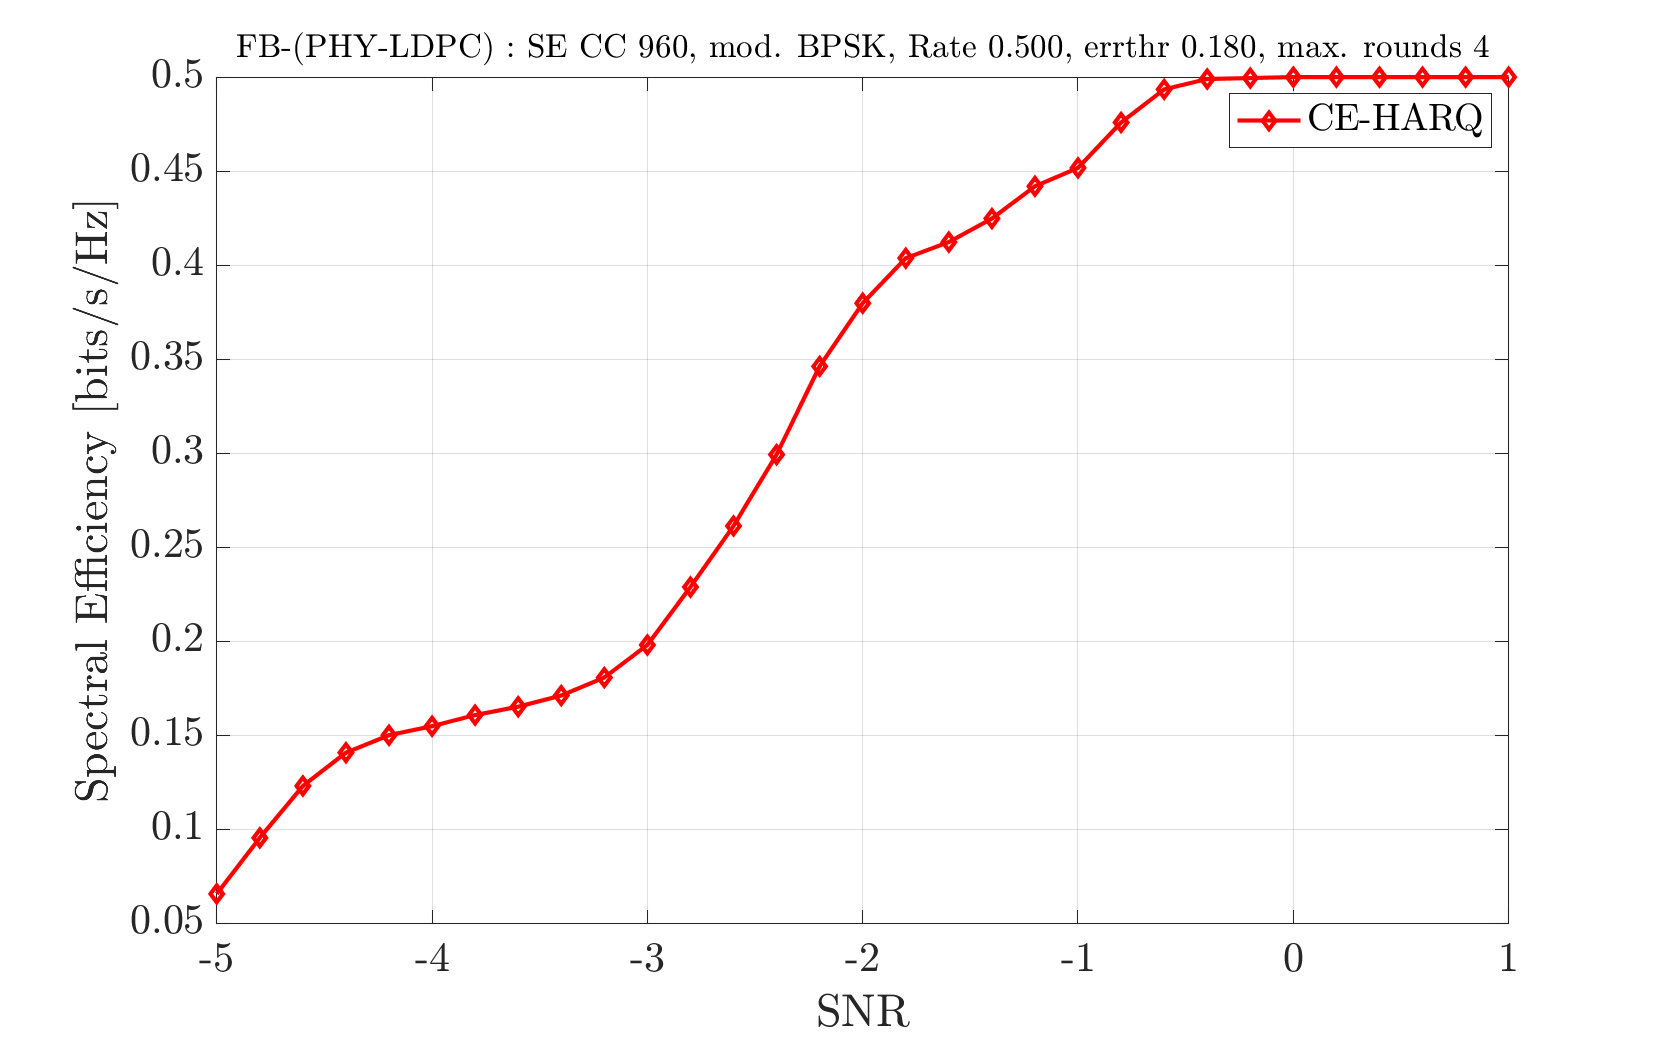 FB-(PHY-LDPC) : SE CC 960, mod. BPSK, Rate 0.500, errthr 0.180, max. rounds 4
CE-HARQ
Spectral Efficiency [bits/s/Hz]
0.5
0.45
0.4
0.35
0.3
0.25
0.2
0.15
0.1
0.05
-5 -4 -3 -2 -1 0 1
SNR